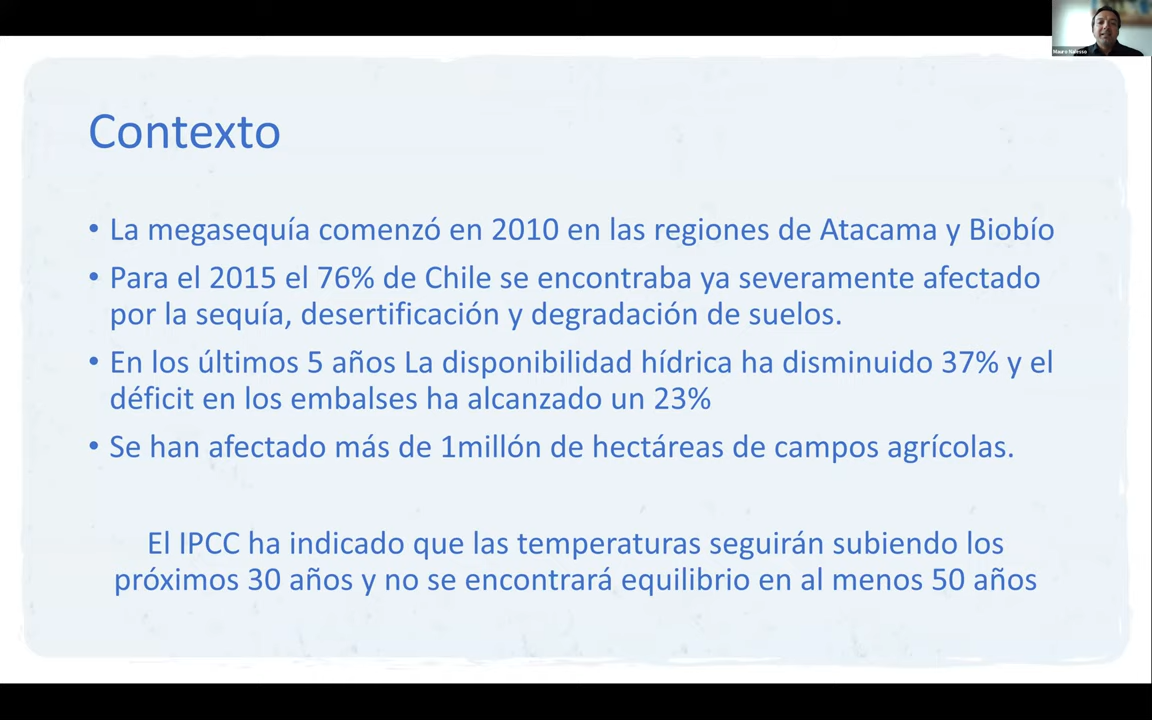 Mauro Nalesso
Contexto
• La megasequía comenzó en 2010 en las regiones de Atacama y Biobío
• Para el 2015 el 76% de Chile se encontraba ya severamente afectado
por la sequía, desertificación y degradación de suelos.
• En los últimos 5 años La disponibilidad hídrica ha disminuido 37% y el
déficit en los embalses ha alcanzado un 23%
• Se han afectado más de 1millón de hectáreas de campos agrícolas.
El IPCC ha indicado que las temperaturas seguirán subiendo los
próximos 30 años y no se encontrará equilibrio en al menos 50 años